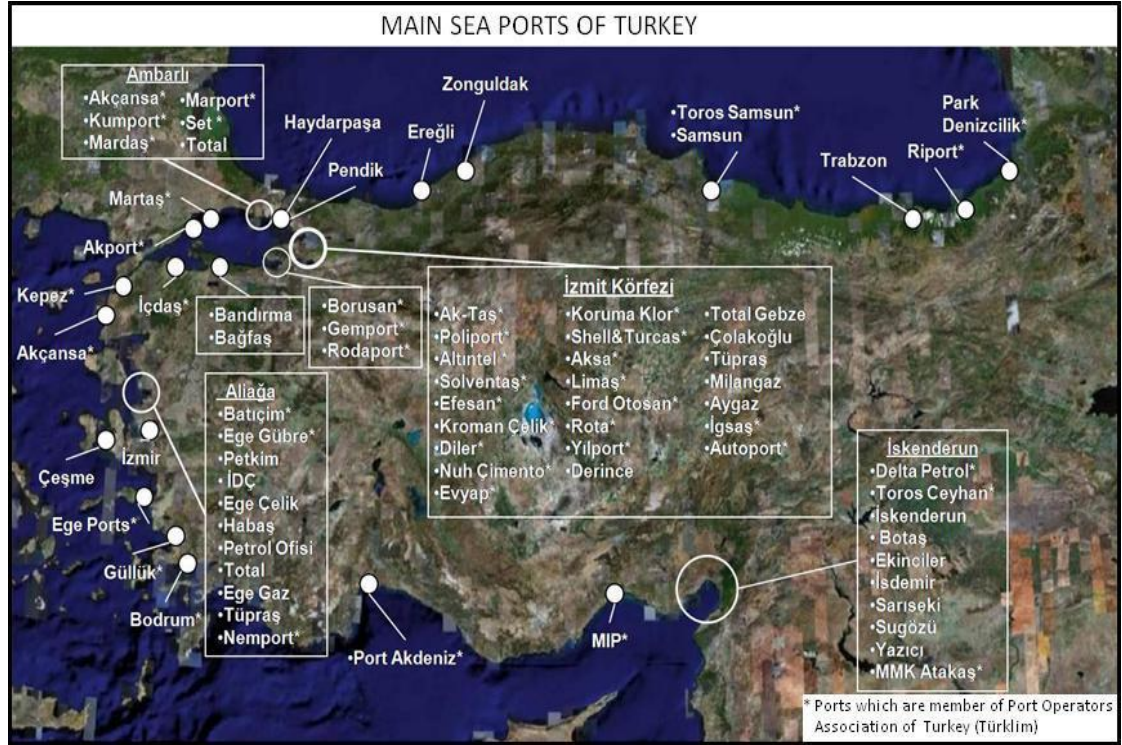 MAIN SEA PORTS OF TURKEY
Ambarlı
•Akçansa* •Marport*
•Kumport* •Set*
•Mardaş* •Total
Haydarpaşa
Pendik
Ereğli
Zonguldak
•Toros Samsun*
•Samsun
Trabzon
Riport*
Park
Denizcilik*
Martaş*
Akport*
Kepez*
İçdaş*
Akçansa*
•Bandırma
•Bağfaş
•Borusan*
•Gemport*
•Rodaport*
İzmit Körfezi
•Ak-Taş* •Koruma Klor* •Total Gebze
•Poliport* •Shell&Turcas* •Çolakoğlu
•Altıntel* •Aksa* •Tüpraş
•Solventaş* •Limaş* •Milangaz
•Efesan* •Ford Otosan* •Aygaz
•Kroman Çelik* •Rota* •İgsaş*
•Diler* •Yılport* •Autoport*
•Nuh Çimento* •Derince
•Evyap*
Aliağa
•Batıçim*
•Ege Gübre*
•Petkim
•İDÇ
•Ege Çelik
•Habaş
•Petrol Ofisi
•Total
•Ege Gaz
•Tüpraş
•Nemport*
İzmir
Çeşme
Ege Ports*
Güllük*
Bodrum*
•Port Akdeniz*
MIP*
İskenderun
•Delta Petrol*
•Toros Ceyhan*
•İskenderun
•Botaş
•Ekinciler
•İsdemir
•Sarıseki
•Sugözü
•Yazıcı
•MMK Atakaş*
* Ports which are member of Port Operators
Association of Turkey (Türklim)